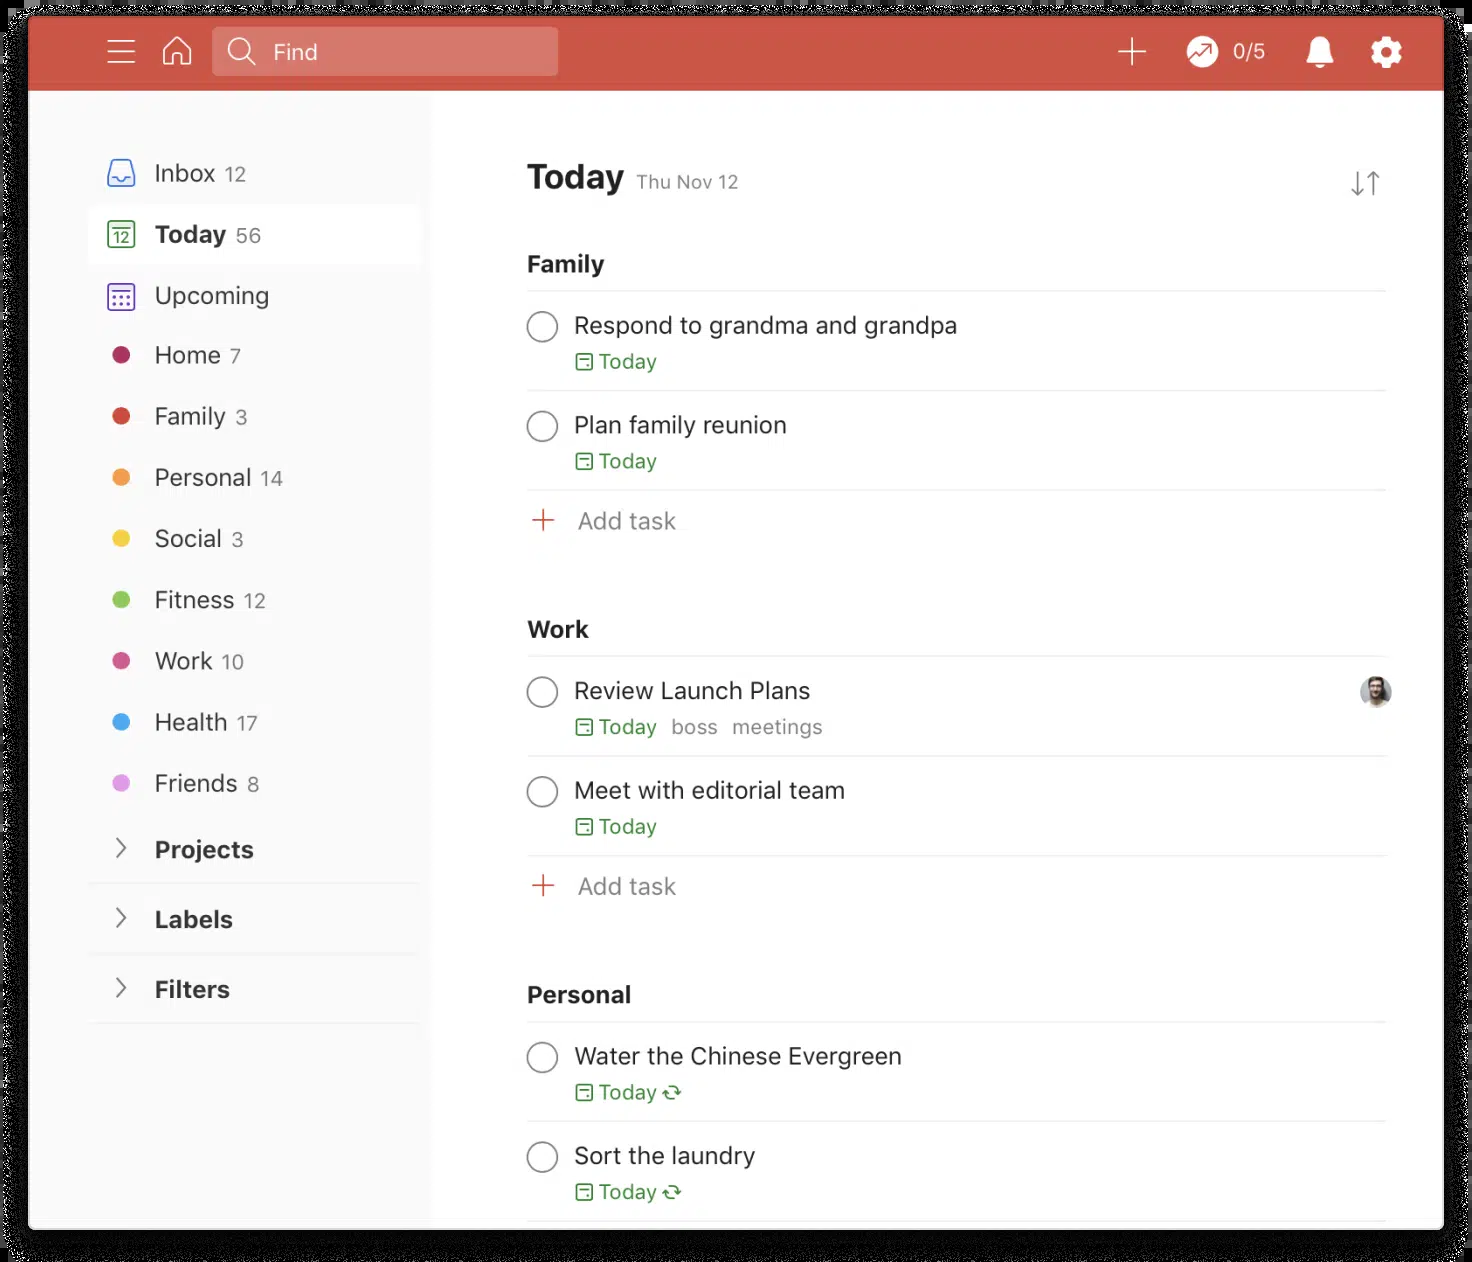 Find
0/5
Inbox 12
12 Today 56
Upcoming
Home 7
Family 3
Personal 14
Social 3
Fitness 12
Work 10
Health 17
Friends 8
Projects
Labels
Filters
Today Thu Nov 12
Family
Respond to grandma and grandpa
Today
Plan family reunion
Today
Add task
Work
Review Launch Plans
Today boss meetings
Meet with editorial team
Today
Add task
Personal
Water the Chinese Evergreen
Today
Sort the laundry
Today